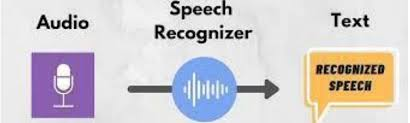 Audio
Speech
Recognizer
Text
RECOGNIZED
SPEECH